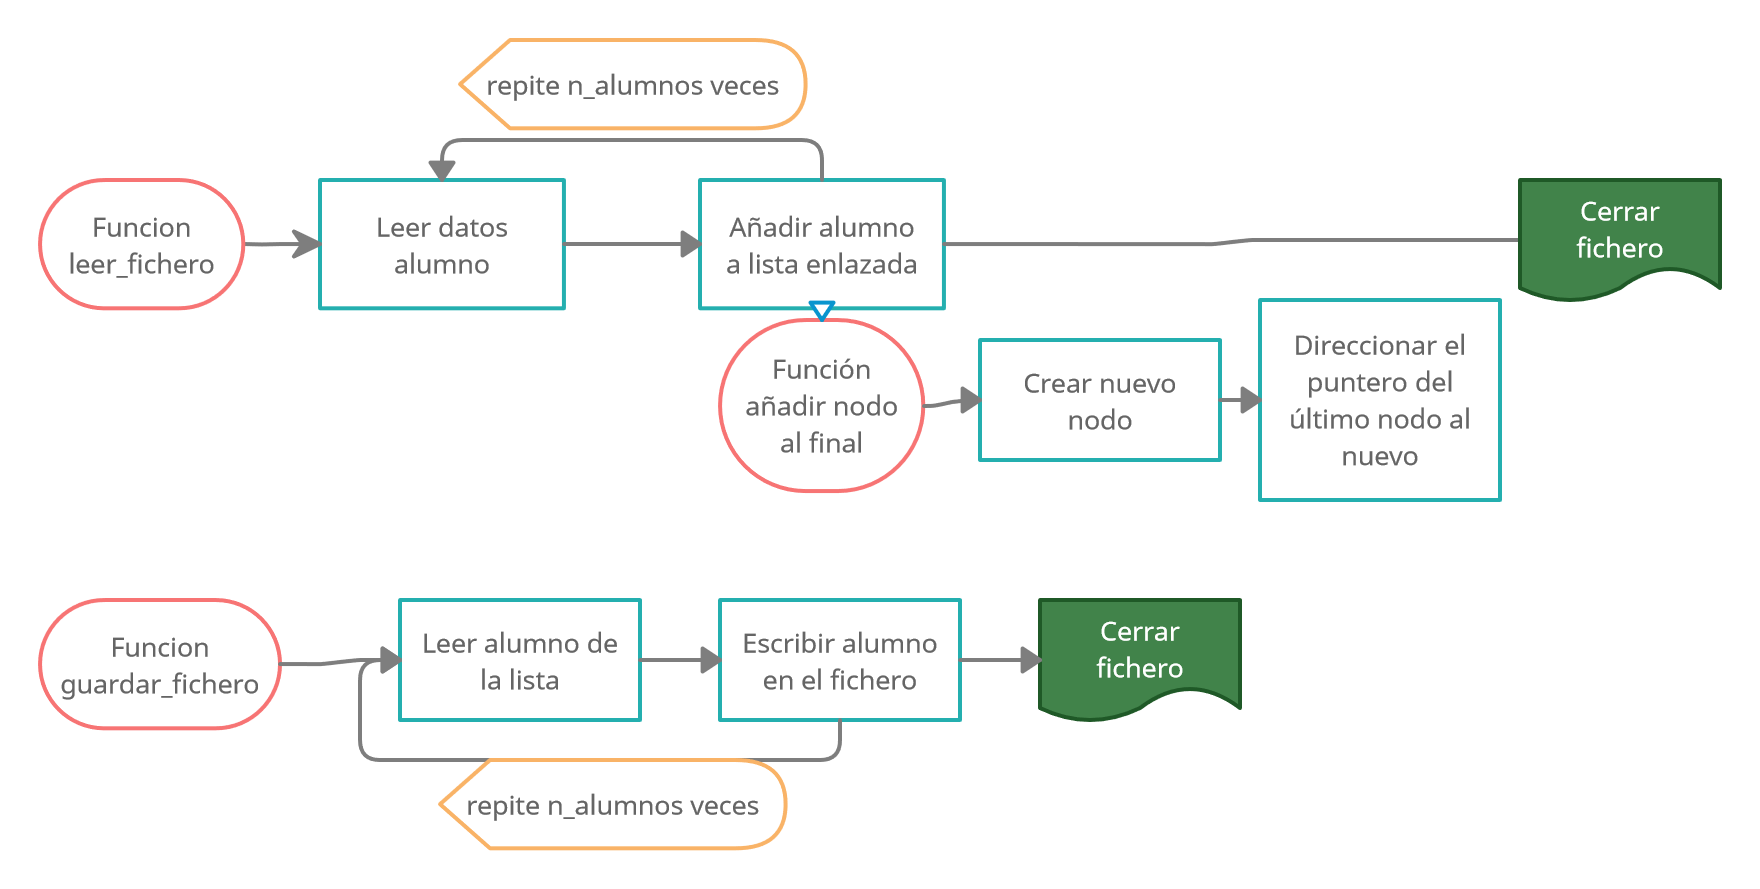 repite n_alumnos veces
Funcion
leer_fichero
Leer datos
alumno
Añadir alumno
a lista enlazada
Cerrar
fichero
Función
añadir nodo
al final
Crear nuevo
nodo
Direccionar el
puntero del
último nodo al
nuevo
Funcion
guardar_fichero
Leer alumno de
la lista
Escribir alumno
en el fichero
Cerrar
fichero
repite n_alumnos veces